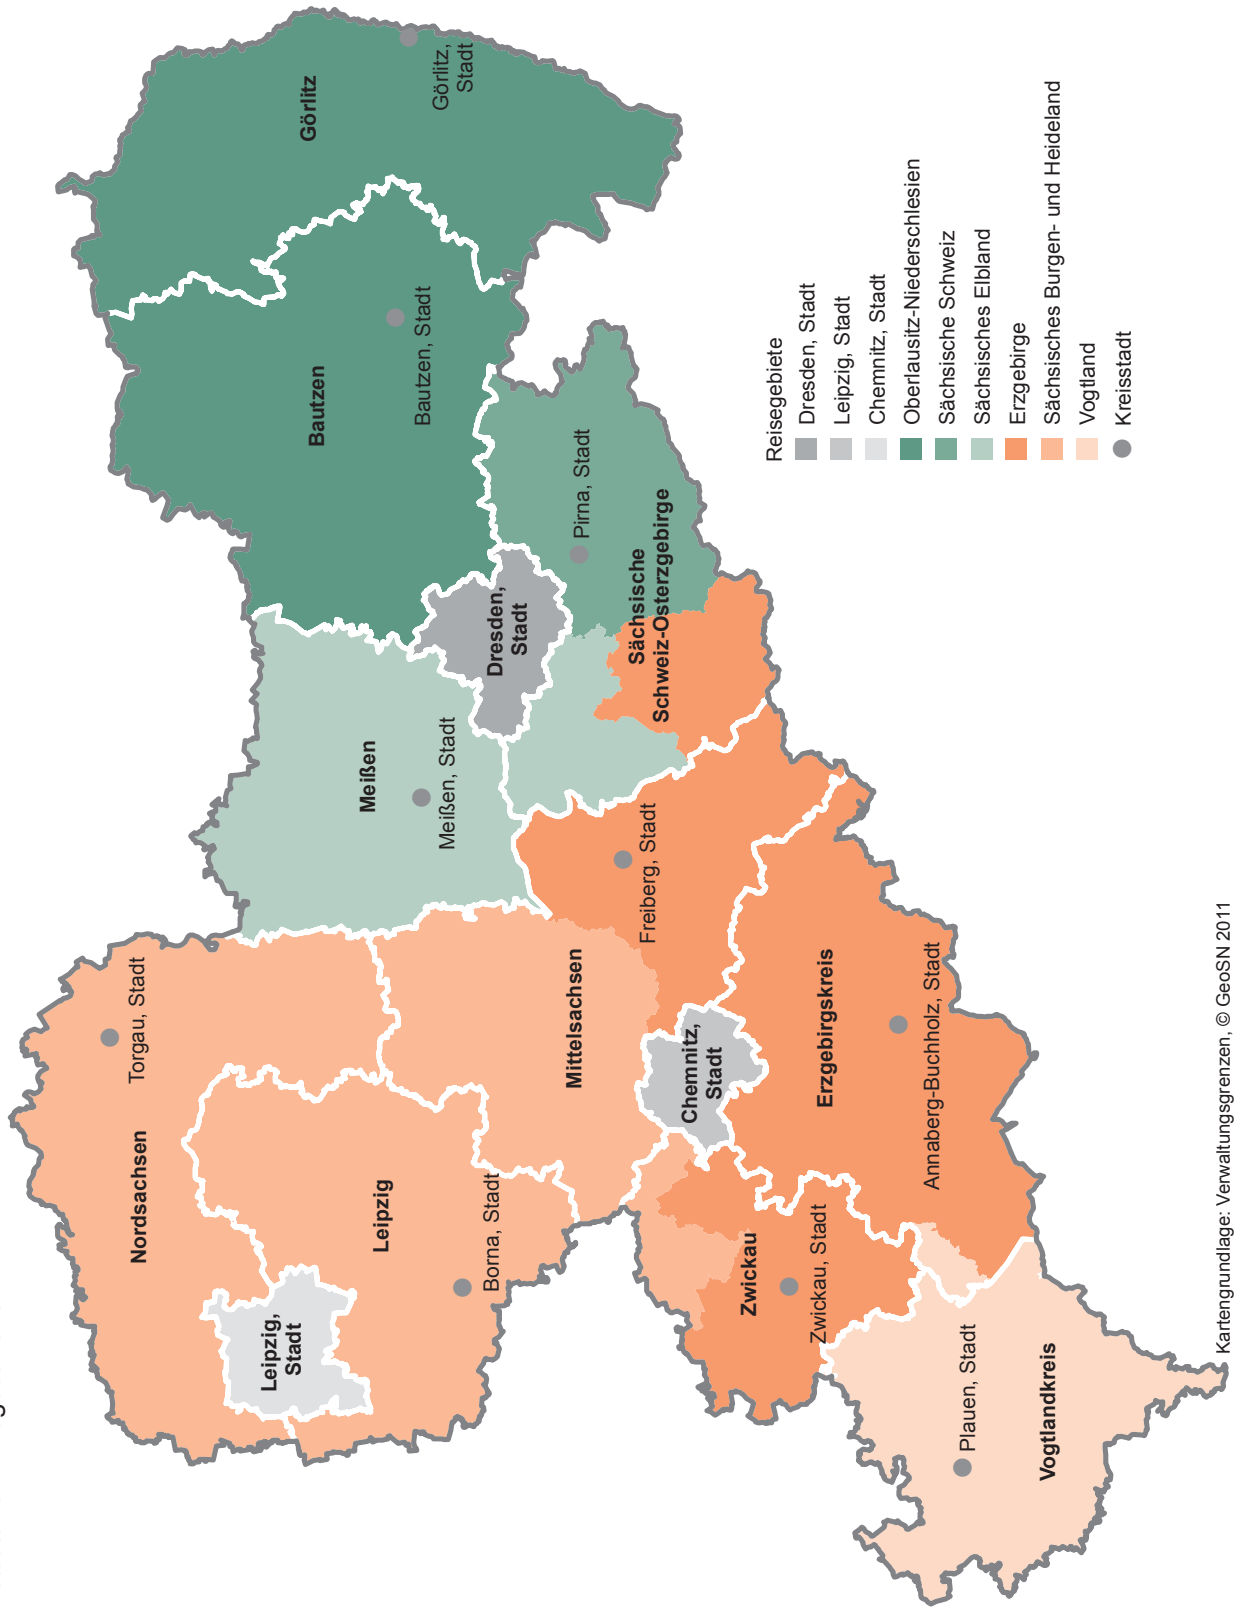 Torgau, Stadt
Nordsachsen
Leipzig,
Stadt
Leipzig
Borna, Stadt
Meißen
Meißen, Stadt
Bautzen
Bautzen, Stadt
Görlitz
Görlitz,
Stadt
Dresden,
Stadt
Pirna, Stadt
Sächsische
Schweiz-Osterzgebirge
Mittelsachsen
Freiberg, Stadt
Chemnitz,
Stadt
Erzgebirgskreis
Annaberg-Buchholz, Stadt
Zwickau
Zwickau, Stadt
Plauen, Stadt
Vogtlandkreis
Reisegebiete
Dresden, Stadt
Leipzig, Stadt
Chemnitz, Stadt
Oberlausitz-Niederschlesien
Sächsische Schweiz
Sächsisches Elbland
Erzgebirge
Sächsisches Burgen- und Heideland
Vogtland
Kreisstadt
Kartengrundlage: Verwaltungsgrenzen, © GeoSN 2011